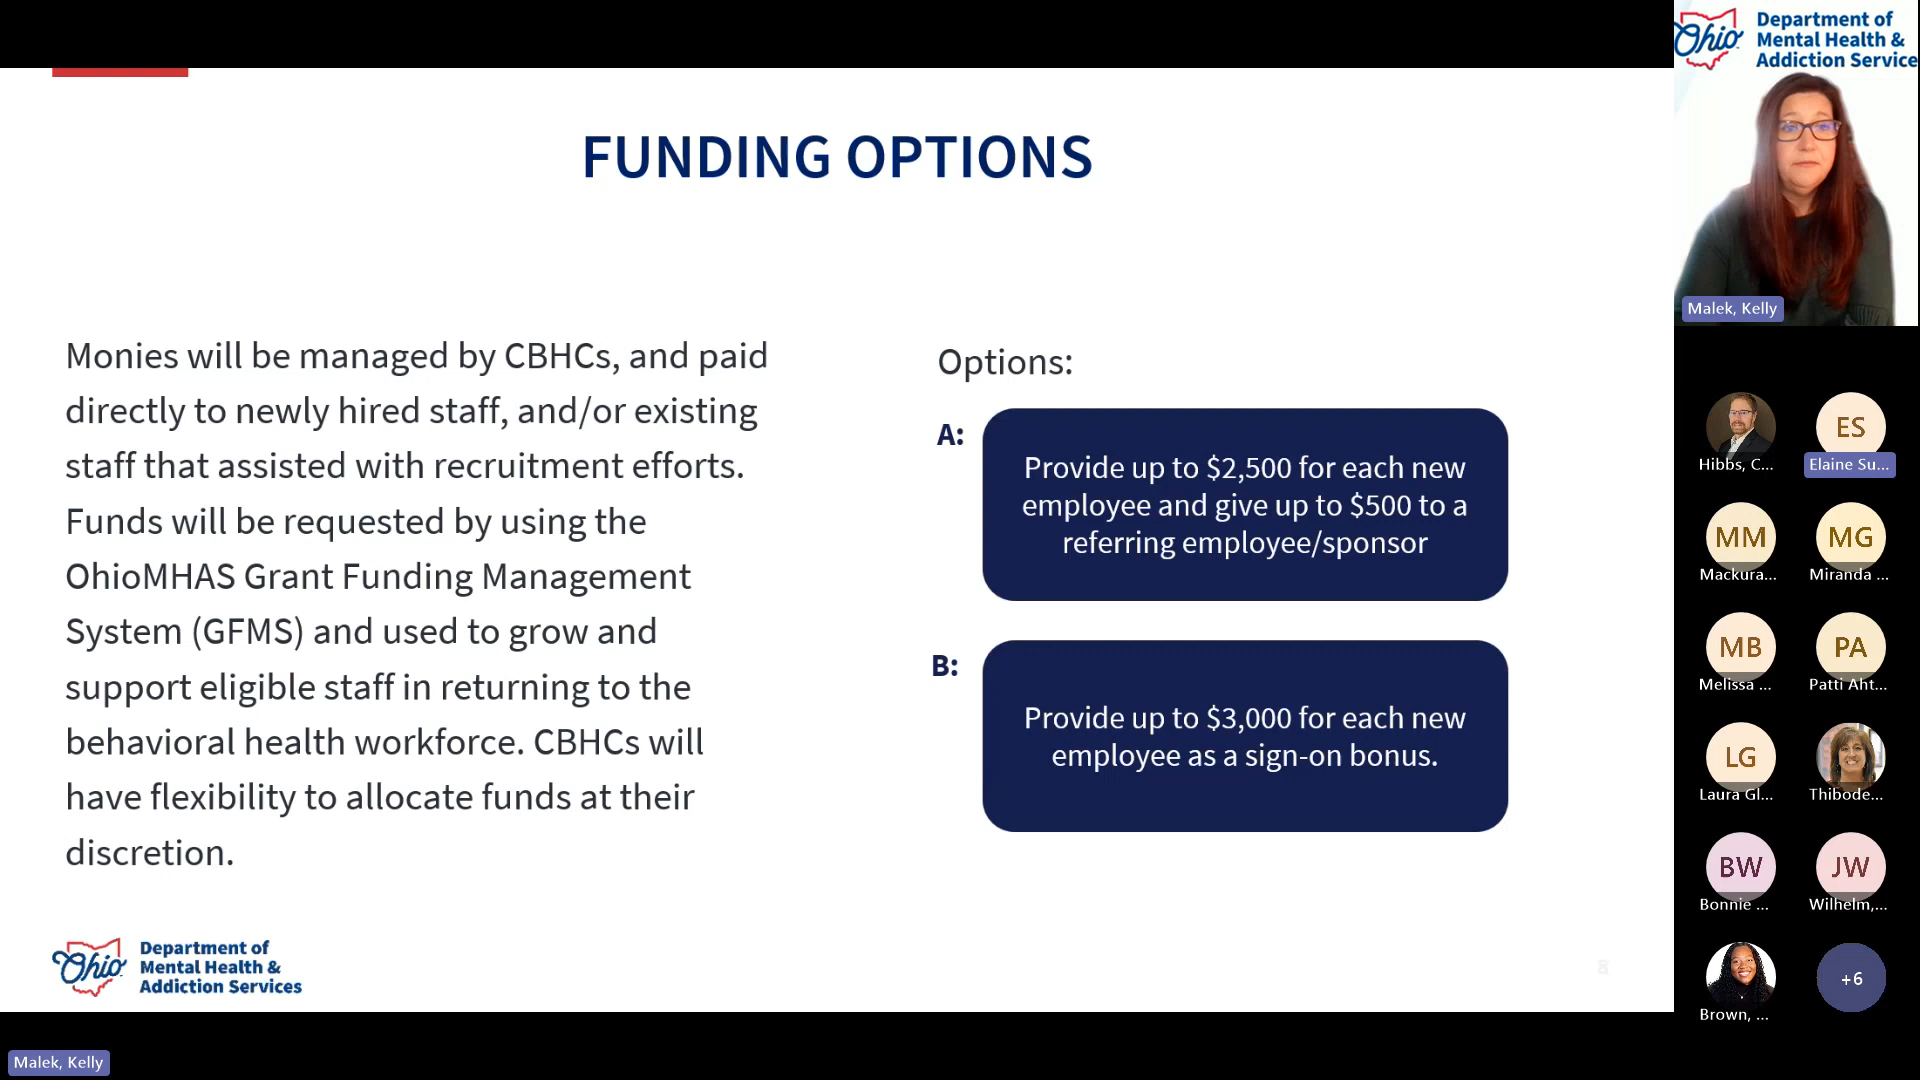 FUNDING OPTIONS
Monies will be managed by CBHCs, and paid
directly to newly hired staff, and/or existing
staff that assisted with recruitment efforts.
Funds will be requested by using the
OhioMHAS Grant Funding Management
System (GFMS) and used to grow and
support eligible staff in returning to the
behavioral health workforce. CBHCs will
have flexibility to allocate funds at their
discretion.
Options:
A:
Provide up to $2,500 for each new
employee and give up to $500 to a
referring employee/sponsor
B:
Provide up to $3,000 for each new
employee as a sign-on bonus.
Ohio
Department of
Mental Health &
Addiction Services
8
Malek, Kelly
Ohio
Department of
Mental Health &
Addiction Service
Malek, Kelly
Hibbs, C...
ES
Elaine Su...
MM
Mackura...
MG
Miranda ...
MB
Melissa ...
PA
Patti Aht...
LG
Laura Gl...
Thibode...
BW
Bonnie ...
JW
Wilhelm,...
Brown, ...
+6